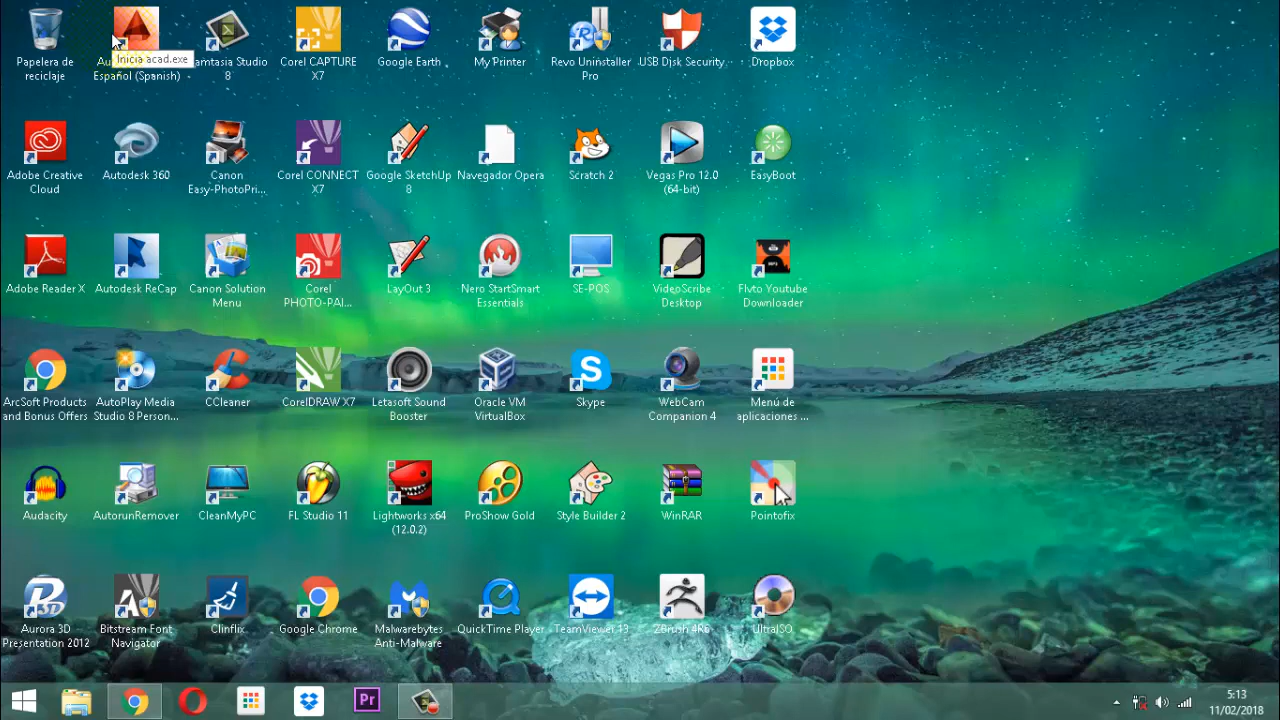 Papelera de
reciclaje
Inicia acad.exe
Español (Spanish)
Studio
8
Corel CAPTURE
X7
Google Earth
My Printer
Revo Uninstaller
Pro
USB Disk Security
Dropbox
Adobe Creative
Cloud
Autodesk 360
Canon
Easy-PhotoPri...
Corel CONNECT
X7
Google SketchUp
8
Navegador Opera
Scratch 2
Vegas Pro 12.0
(64-bit)
EasyBoot
Adobe Reader X
Autodesk ReCap
Canon Solution
Menu
Corel
PHOTO-PAI...
LayOut 3
Nero StartSmart
Essentials
SE-POS
VideoScribe
Desktop
Flvto Youtube
Downloader
ArcSoft Products
and Bonus Offers
AutoPlay Media
Studio 8 Person...
CCleaner
CorelDRAW X7
Letasoft Sound
Booster
Oracle VM
VirtualBox
Skype
WebCam
Companion 4
Menú de
aplicaciones ...
Audacity
AutorunRemover
CleanMyPC
FL Studio 11
Lightworks x64
(12.0.2)
ProShow Gold
Style Builder 2
WinRAR
Pointofix
Aurora 3D
Presentation 2012
Bitstream Font
Navigator
Clinflix
Google Chrome
Malwarebytes
Anti-Malware
QuickTime Player
TeamViewer 13
ZBrush 4R6
UltraISO
Pr
5:13
11/02/2018